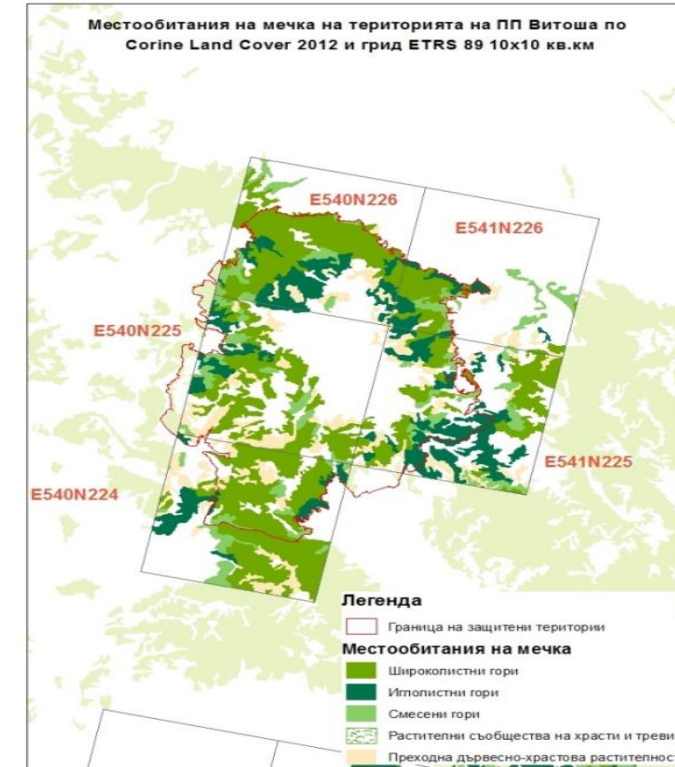 Местообитания на мечка на територията на ПП Витоша по
Corine Land Cover 2012 и грид ETRS 89 10x10 кв.км
E540N226
E541N226
E540N225
E541N225
E540N224
Легенда
Граница на защитени територии
Местообитания на мечка
Широколистни гори
Иглолистни гори
Смесени гори
Растителни съобщества на храсти и треви
Преходна дървесно-храстова растителност